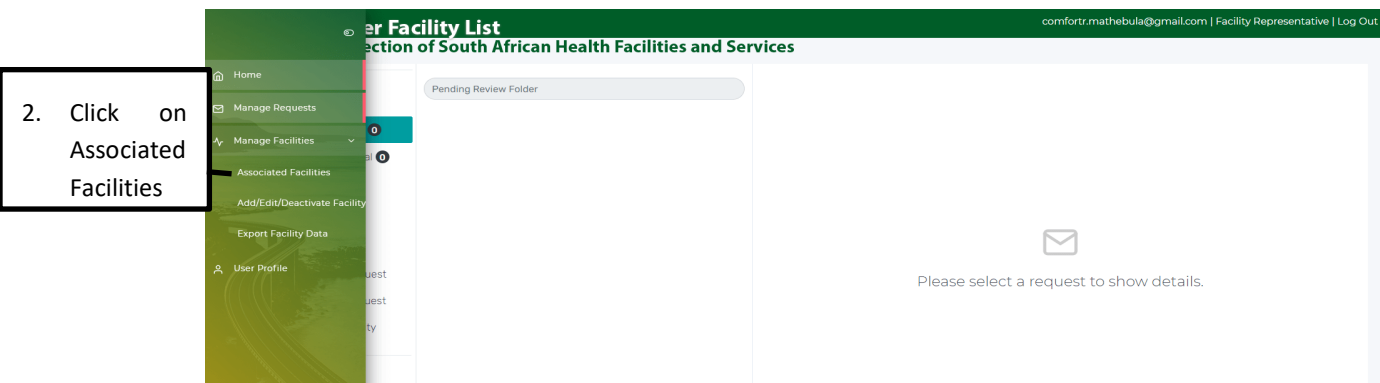 er Facility List
comfortr.mathebula@gmail.com | Facility Representative | Log Out
ection of South African Health Facilities and Services
2. Click on
Associated
Facilities
Home
Manage Requests
Manage Facilities
Associated Facilities
Add/Edit/Deactivate Facility
Export Facility Data
User Profile
0
al 0
uest
uest
ty
Pending Review Folder
Please select a request to show details.